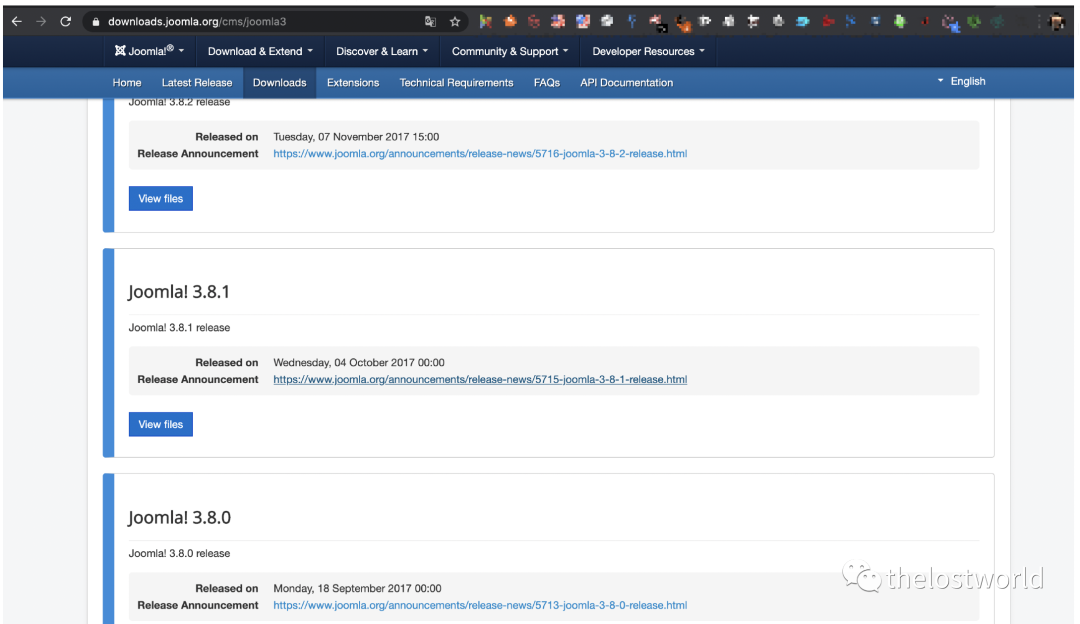 downloads.joomla.org/cms/joomla3
Joomla!® Download & Extend Discover & Learn Community & Support Developer Resources
Home Latest Release Downloads Extensions Technical Requirements FAQs API Documentation English
Joomla! 3.8.2 release
Released on Tuesday, 07 November 2017 15:00
Release Announcement https://www.joomla.org/announcements/release-news/5716-joomla-3-8-2-release.html
View files
Joomla! 3.8.1
Joomla! 3.8.1 release
Released on Wednesday, 04 October 2017 00:00
Release Announcement https://www.joomla.org/announcements/release-news/5715-joomla-3-8-1-release.html
View files
Joomla! 3.8.0
Joomla! 3.8.0 release
Released on Monday, 18 September 2017 00:00
Release Announcement https://www.joomla.org/announcements/release-news/5713-joomla-3-8-0-release.html
thelostworld